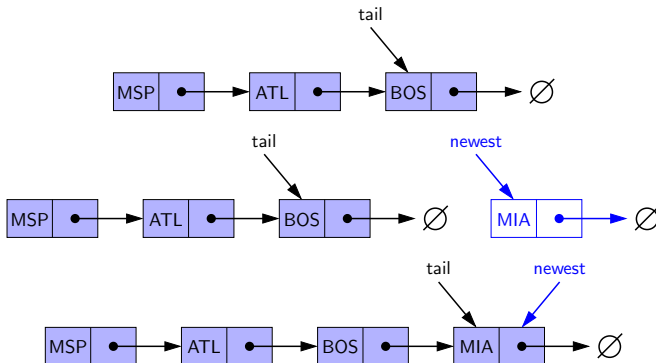 tail
MSP ATL BOS ∅
tail newest
MSP ATL BOS ∅ MIA ∅
tail newest
MSP ATL BOS MIA ∅